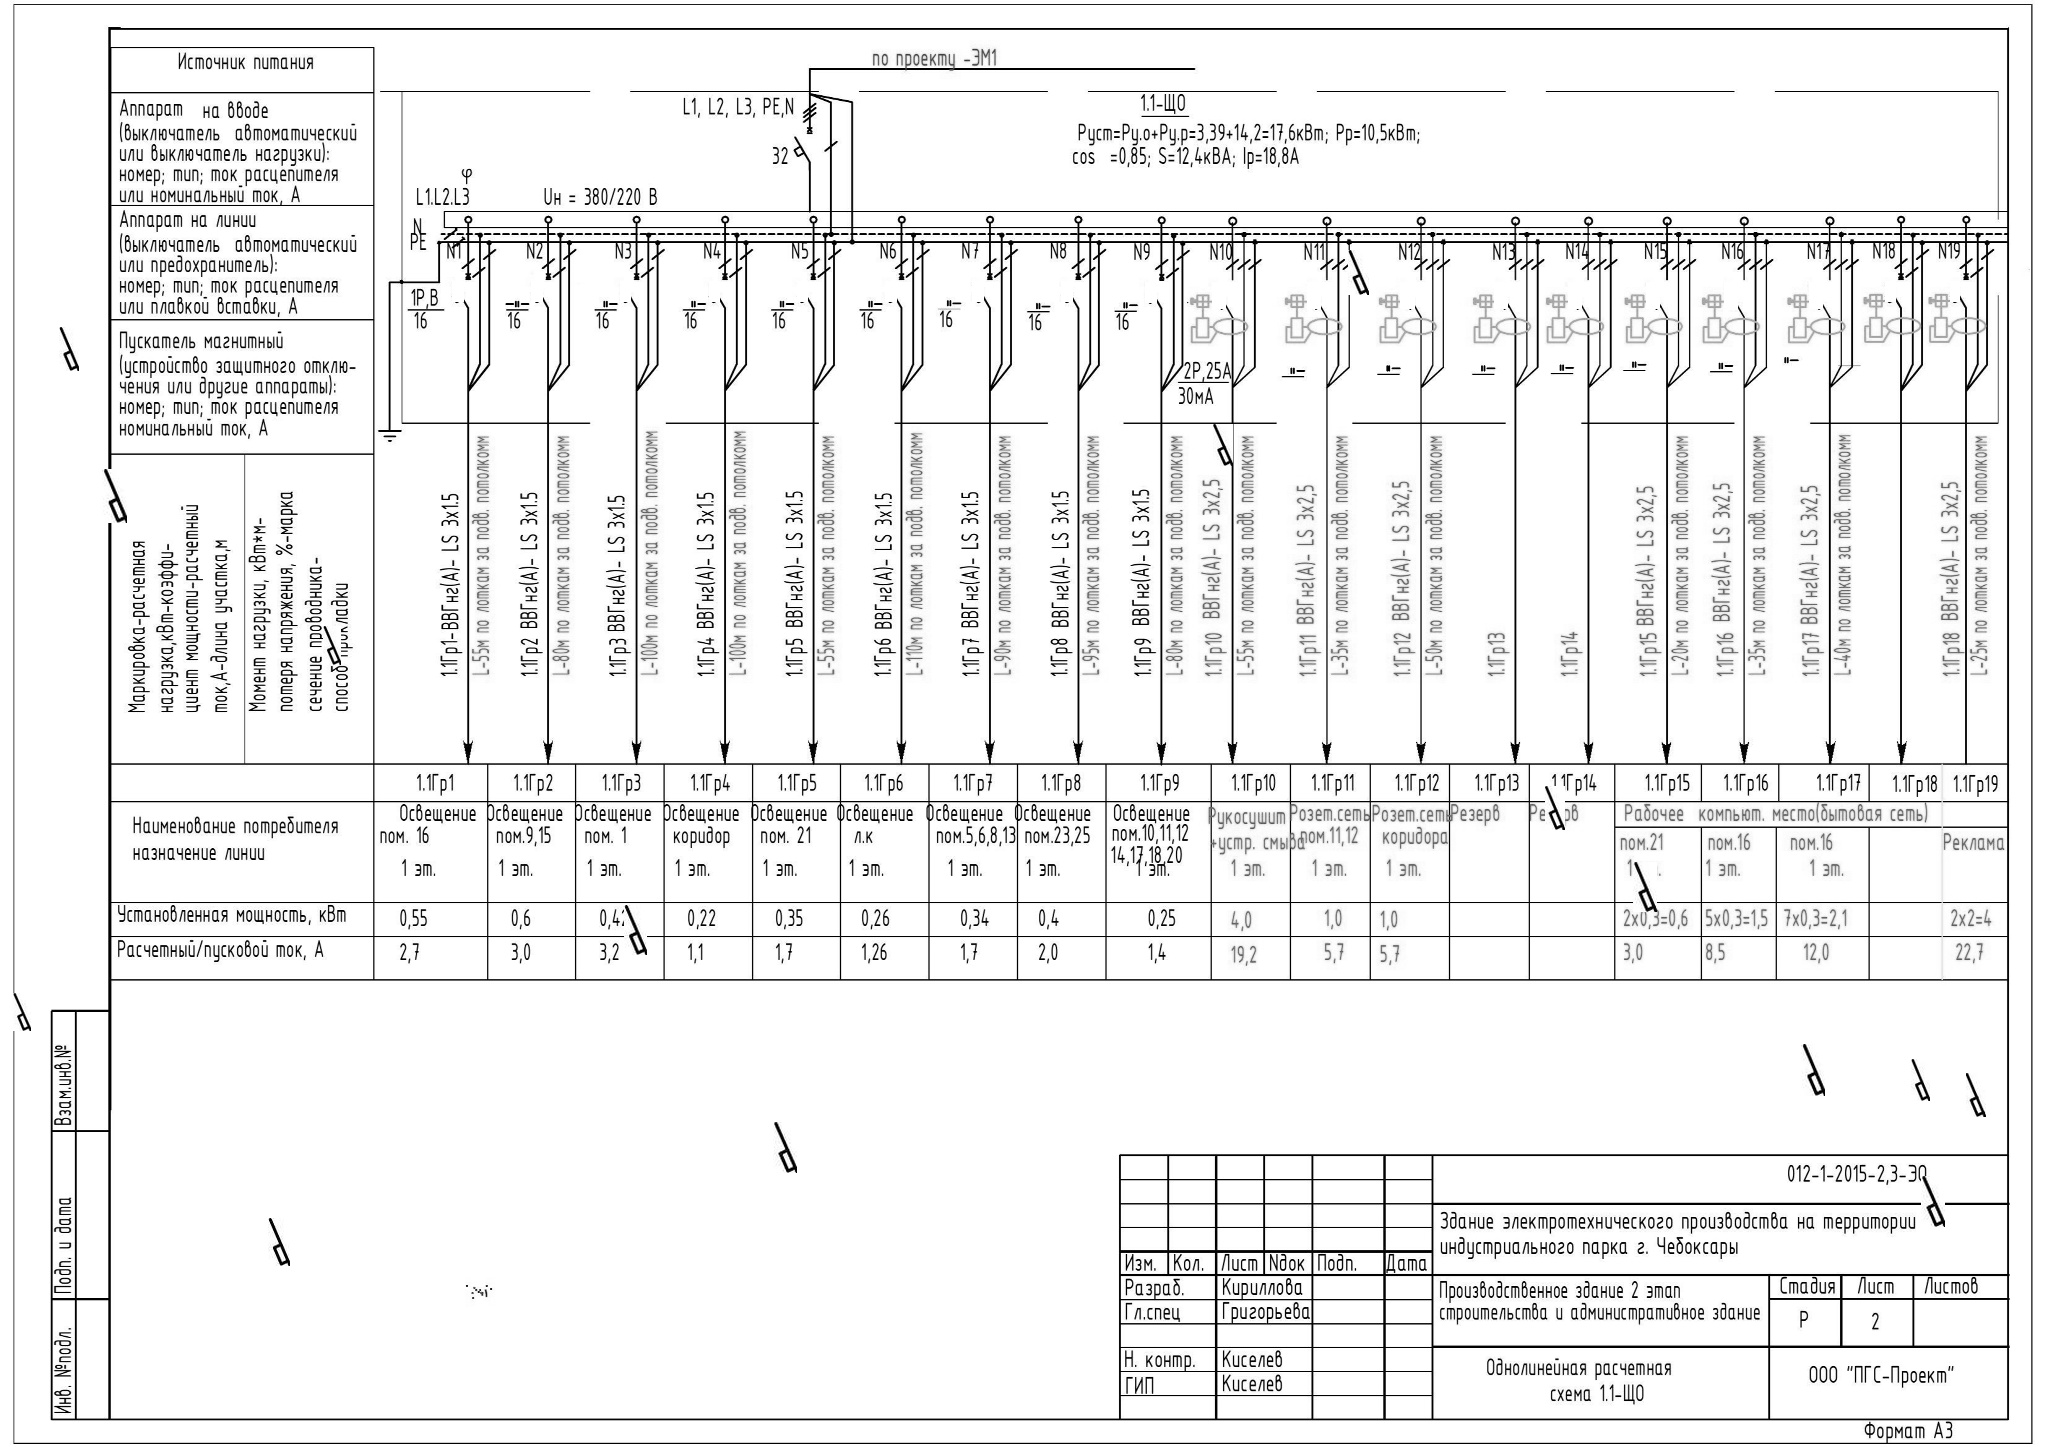 Источник питания
по проекту -ЭМ1
Аппарат на вводе
(выключатель автоматический
или выключатель нагрузки):
номер; тип; ток расцепителя
или номинальный ток, А
L1, L2, L3, PE,N
32
1.1-ЩО
Руст=Ру.о+Ру.р=3,39+14,2=17,6кВт; Рр=10,5кВт;
cos =0,85; S=12,4кВА; Iр=18,8А
φ
L1.L2.L3
Uн = 380/220 В
N
PE
Аппарат на линии
(выключатель автоматический
или предохранитель):
номер; тип; ток расцепителя
или плавкой вставки, А
N1 N2 N3 N4 N5 N6 N7 N8 N9 N10 N11 N12 N13 N14 N15 N16 N17 N18 N19
1P,B
16 16 16 16 16 16 16 16 16
2P,25A
30мА
Пускатель магнитный
(устройство защитного отклю-
чения или другие аппараты):
номер; тип; ток расцепителя
номинальный ток, А
Маркировка-расчетная
нагрузка,кВт-коэффи-
циент мощности-расчетный
ток,А-длина участка,м
Момент нагрузки, кВт*м-
потеря напряжения, %-марка
сечение проводника-
способ прокладки
1.1Гр1-ВВГнг(А)- LS 3х1.5
L-55м по лоткам за подв. потолкомм
1.1Гр2 ВВГнг(А)- LS 3х1.5
L-80м по лоткам за подв. потолкомм
1.1Гр3 ВВГнг(А)- LS 3х1.5
L-100м по лоткам за подв. потолкомм
1.1Гр4 ВВГнг(А)- LS 3х1.5
L-100м по лоткам за подв. потолкомм
1.1Гр5 ВВГнг(А)- LS 3х1.5
L-55м по лоткам за подв. потолкомм
1.1Гр6 ВВГнг(А)- LS 3х1.5
L-110м по лоткам за подв. потолкомм
1.1Гр7 ВВГнг(А)- LS 3х1.5
L-90м по лоткам за подв. потолкомм
1.1Гр8 ВВГнг(А)- LS 3х1.5
L-95м по лоткам за подв. потолкомм
1.1Гр9 ВВГнг(А)- LS 3х1.5
L-80м по лоткам за подв. потолкомм
1.1Гр10 ВВГнг(А)- LS 3х2,5
L-55м по лоткам за подв. потолкомм
1.1Гр11 ВВГнг(А)- LS 3х2,5
L-35м по лоткам за подв. потолкомм
1.1Гр12 ВВГнг(А)- LS 3х2,5
L-50м по лоткам за подв. потолкомм
1.1Гр13
1.1Гр14
1.1Гр15 ВВГнг(А)- LS 3х2,5
L-20м по лоткам за подв. потолкомм
1.1Гр16 ВВГнг(А)- LS 3х2,5
L-35м по лоткам за подв. потолкомм
1.1Гр17 ВВГнг(А)- LS 3х2,5
L-40м по лоткам за подв. потолкомм
1.1Гр18 ВВГнг(А)- LS 3х2,5
L-25м по лоткам за подв. потолкомм
1.1Гр1 1.1Гр2 1.1Гр3 1.1Гр4 1.1Гр5 1.1Гр6 1.1Гр7 1.1Гр8 1.1Гр9 1.1Гр10 1.1Гр11 1.1Гр12 1.1Гр13 1.1Гр14 1.1Гр15 1.1Гр16 1.1Гр17 1.1Гр18 1.1Гр19
Наименование потребителя
назначение линии
Освещение
пом. 16
1 эт.
Освещение
пом.9,15
1 эт.
Освещение
пом. 1
1 эт.
Освещение
коридор
1 эт.
Освещение
пом. 21
1 эт.
Освещение
л.к
1 эт.
Освещение
пом.5,6,8,13
1 эт.
Освещение
пом.23,25
1 эт.
Освещение
пом.10,11,12
14,17,18,20
1 эт.
Рукосушит
+устр. смыва
1 эт.
Розет.сеть
пом.11,12
1 эт.
Розет.сеть
коридора
1 эт.
Резерв
Рабочее компьют. место(бытовая сеть)
пом.21
пом.16
1 эт.
пом.16
1 эт.
Реклама
Установленная мощность, кВт
0,55 0,6 0,22 0,35 0,26 0,34 0,4 0,25 4,0 1,0 1,0 2х0,3=0,6 5х0,3=1,5 7х0,3=2,1 2х2=4
Расчетный/пусковой ток, А
2,7 3,0 3,2 1,1 1,7 1,26 1,7 2,0 1,4 19,2 5,7 5,7 3,0 8,5 12,0 22,7
Взам.инв.№
Подп. и дата
Инв. №подл.
012-1-2015-2,3-ЭО
Здание электротехнического производства на территории
индустриального парка г. Чебоксары
Изм. Кол. Лист Nдок Подп. Дата
Разраб. Кириллова
Гл.спец Григорьева
Н. контр. Киселев
ГИП Киселев
Производственное здание 2 этап
строительства и административное здание
Стадия Лист Листов
Р 2
Однолинейная расчетная
схема 1.1-ЩО
ООО "ПГС-Проект"
Формат А3